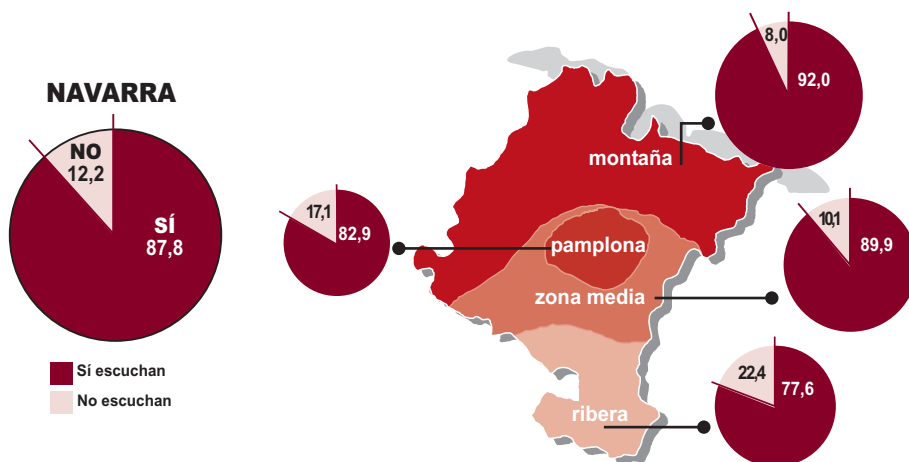 NAVARRA
NO
12,2
SÍ
87,8
Sí escuchan
No escuchan
8,0
92,0
montaña
17,1
82,9
pamplona
10,1
89,9
zona media
22,4
77,6
ribera